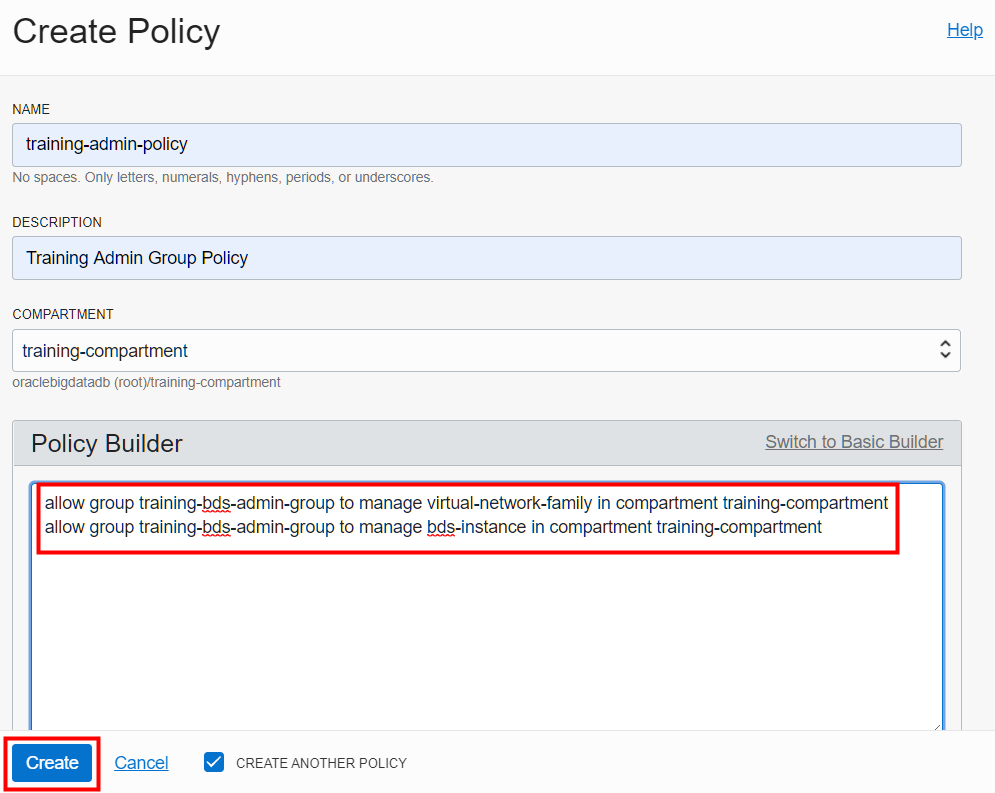 Create Policy
Help
NAME
training-admin-policy
No spaces. Only letters, numerals, hyphens, periods, or underscores.
DESCRIPTION
Training Admin Group Policy
COMPARTMENT
training-compartment
oraclebigdatadb (root)/training-compartment
Policy Builder
Switch to Basic Builder
allow group training-bds-admin-group to manage virtual-network-family in compartment training-compartment
allow group training-bds-admin-group to manage bds-instance in compartment training-compartment
Create
Cancel
CREATE ANOTHER POLICY